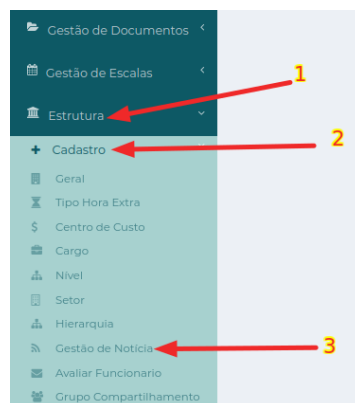 Gestão de Documentos
Gestão de Escalas
1
Estrutura
2
Cadastro
Geral
Tipo Hora Extra
Centro de Custo
Cargo
Nível
Setor
Hierarquia
Gestão de Notícia
3
Avaliar Funcionario
Grupo Compartilhamento